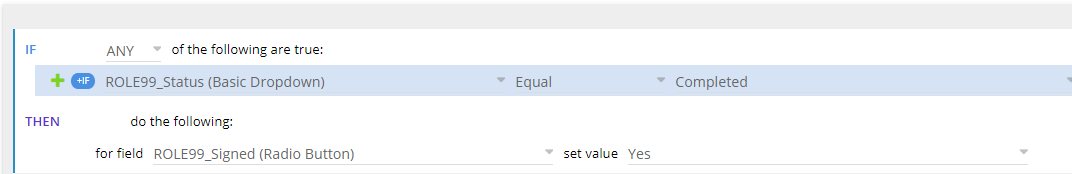 IF ANY of the following are true:
+IF ROLE99_Status (Basic Dropdown) Equal Completed
THEN do the following:
for field ROLE99_Signed (Radio Button) set value Yes